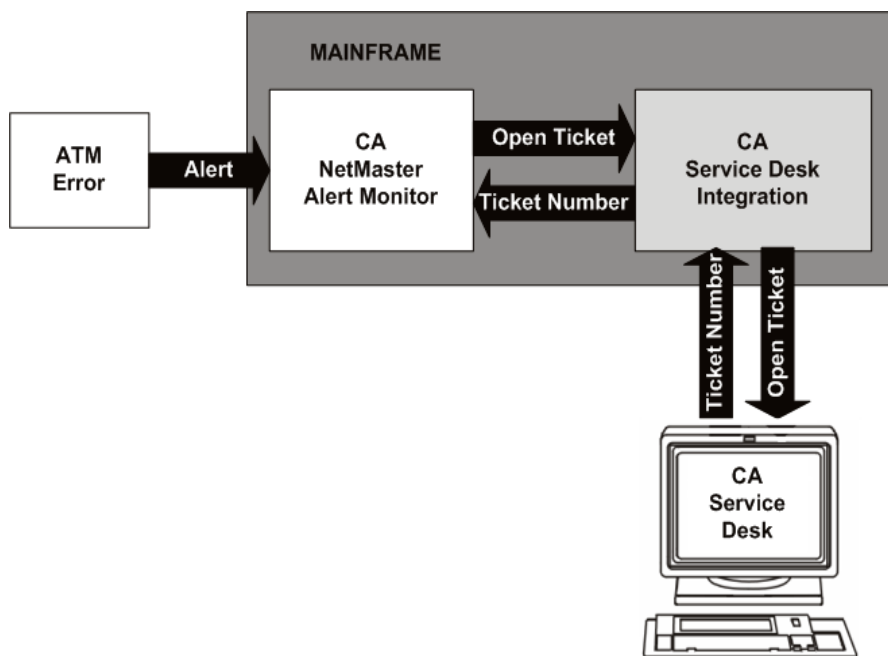 MAINFRAME
ATM
Error
Alert
CA
NetMaster
Alert Monitor
Open Ticket
Ticket Number
CA
Service Desk
Integration
Ticket Number
Open Ticket
CA
Service
Desk